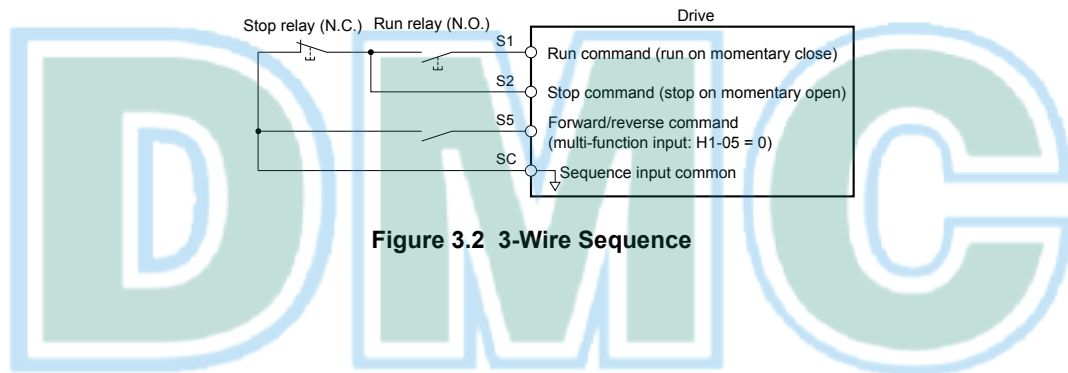 Drive
Stop relay (N.C.) Run relay (N.O.)
S1
Run command (run on momentary close)
S2
Stop command (stop on momentary open)
S5
Forward/reverse command
(multi-function input: H1-05 = 0)
SC
Sequence input common
Figure 3.2 3-Wire Sequence
DMC